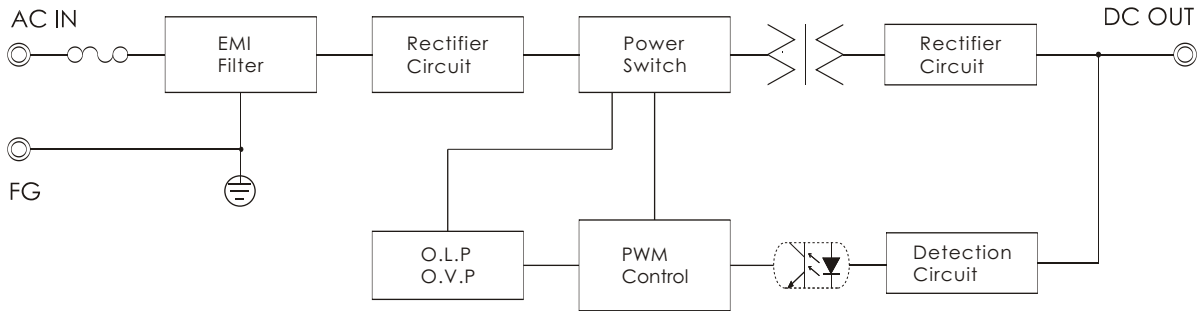 AC IN
DC OUT
EMI
Filter
Rectifier
Circuit
Power
Switch
Rectifier
Circuit
FG
O.L.P
O.V.P
PWM
Control
Detection
Circuit